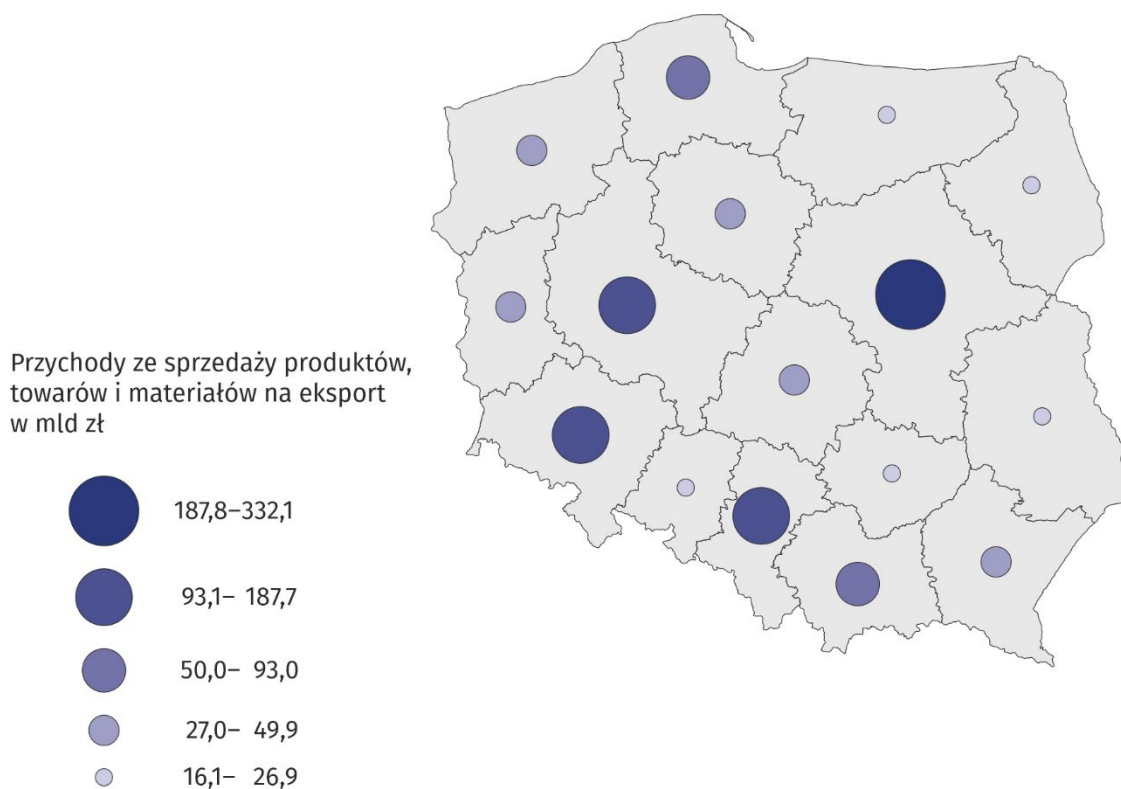 Przychody ze sprzedaży produktów,
towarów i materiałów na eksport
w mld zł
187,8–332,1
93,1– 187,7
50,0– 93,0
27,0– 49,9
16,1– 26,9